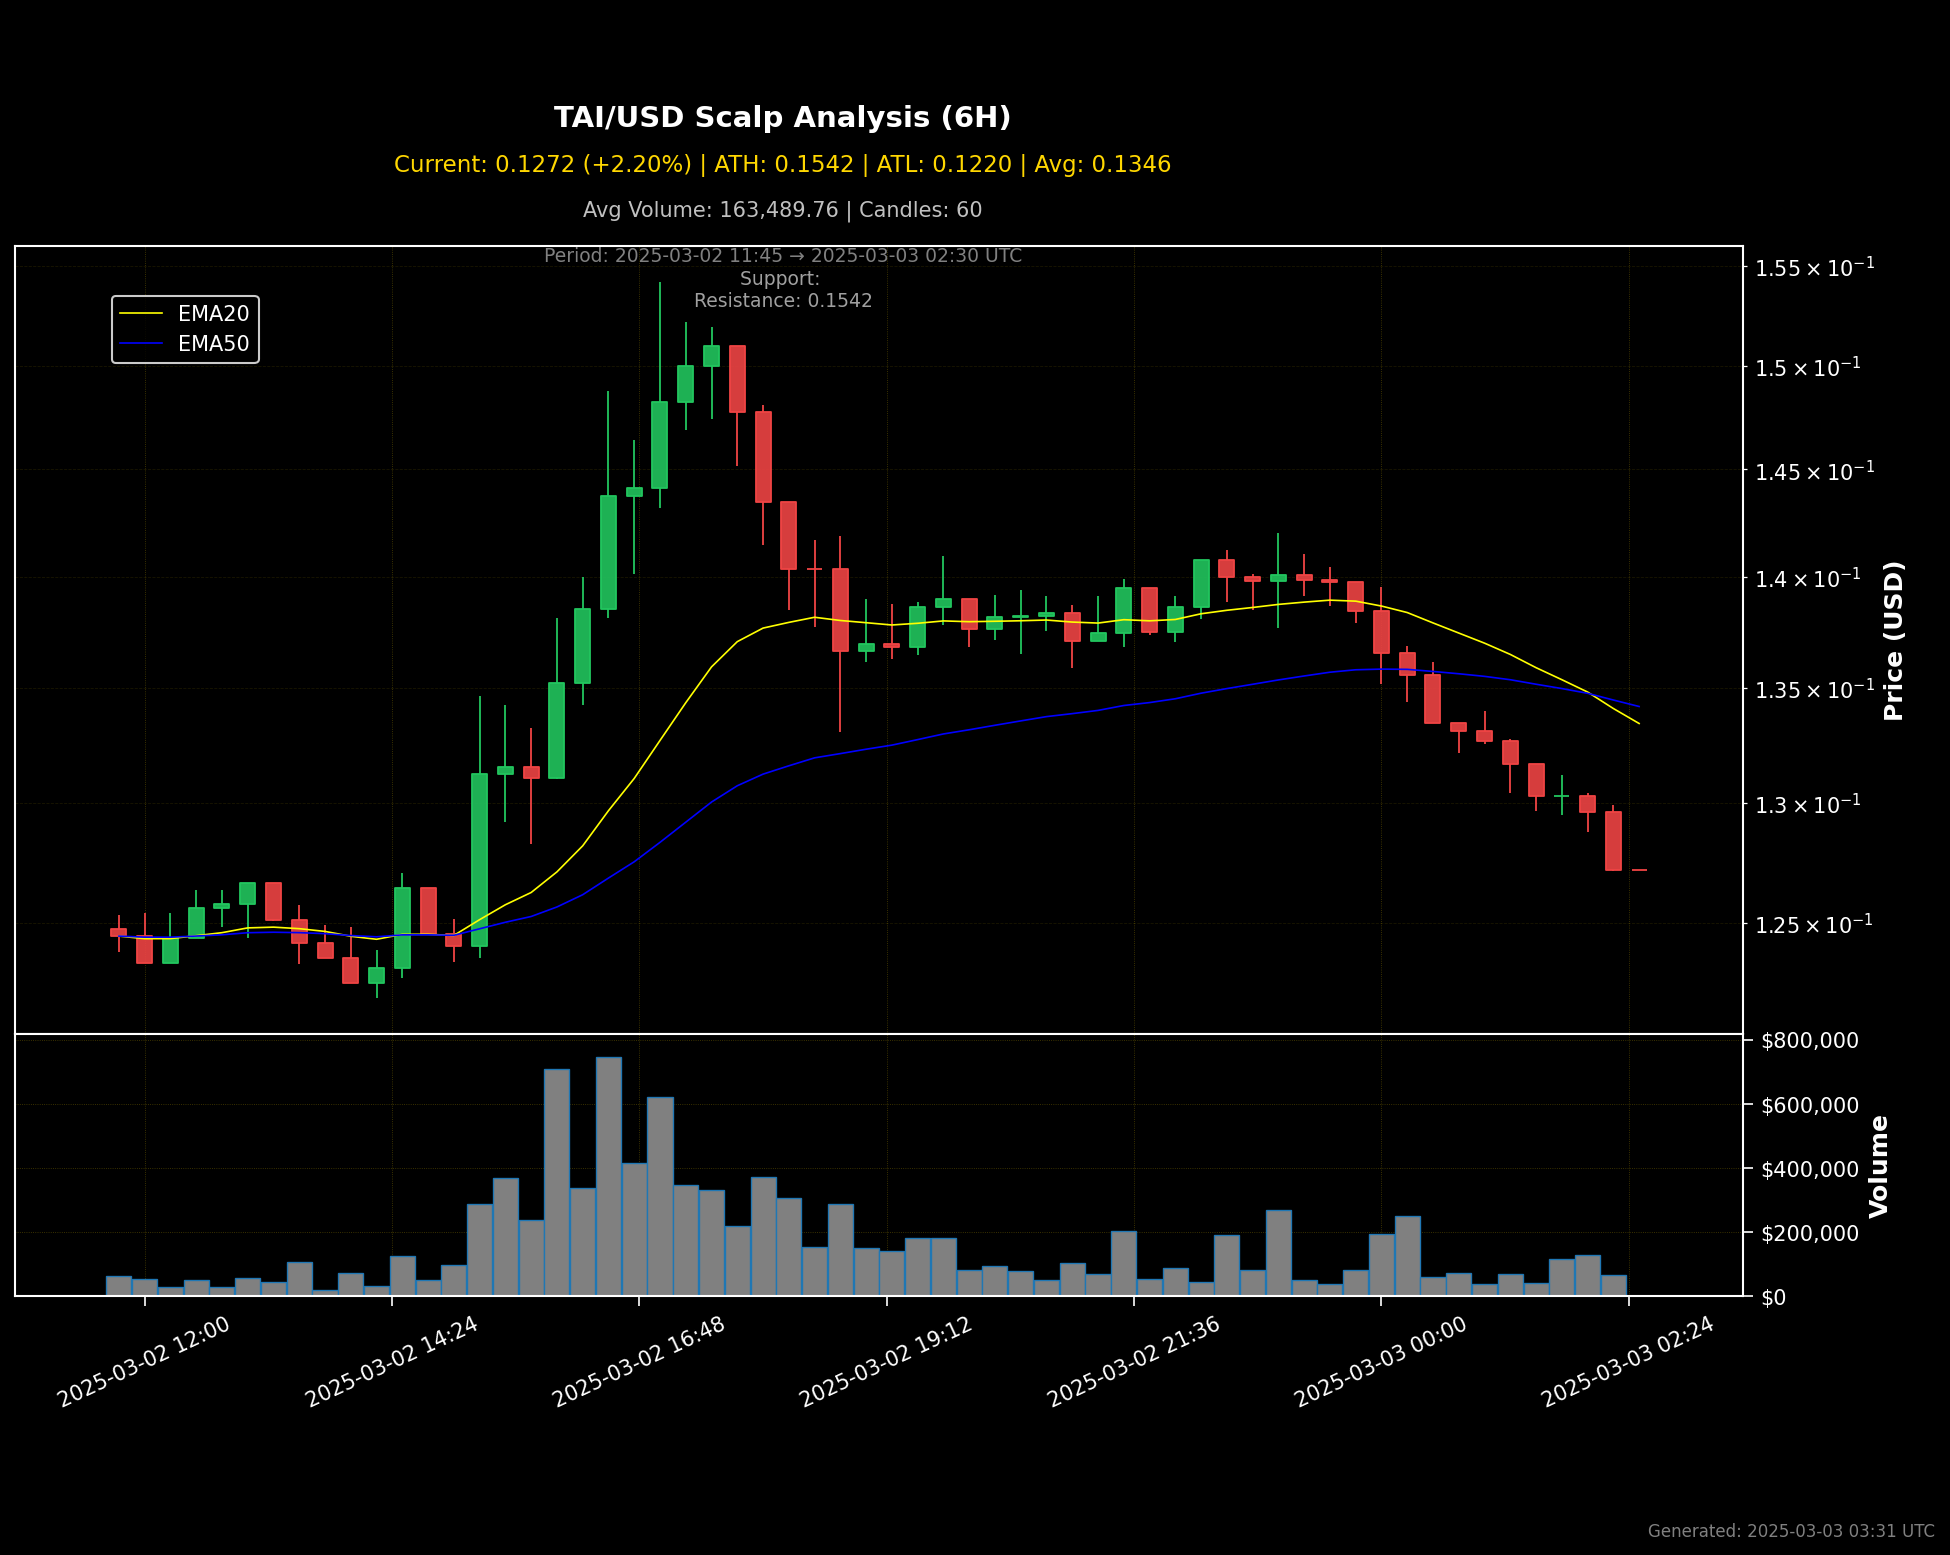 TAI/USD Scalp Analysis (6H)
Current: 0.1272 (+2.20%) | ATH: 0.1542 | ATL: 0.1220 | Avg: 0.1346
Avg Volume: 163,489.76 | Candles: 60
Period: 2025-03-02 11:45 → 2025-03-03 02:30 UTC
Support:
Resistance: 0.1542
EMA20
EMA50
1.55 × 10⁻¹
1.5 × 10⁻¹
1.45 × 10⁻¹
1.4 × 10⁻¹
1.35 × 10⁻¹
1.3 × 10⁻¹
1.25 × 10⁻¹
Price (USD)
$800,000
$600,000
$400,000
$200,000
$0
Volume
2025-03-02 12:00
2025-03-02 14:24
2025-03-02 16:48
2025-03-02 19:12
2025-03-02 21:36
2025-03-03 00:00
2025-03-03 02:24
Generated: 2025-03-03 03:31 UTC